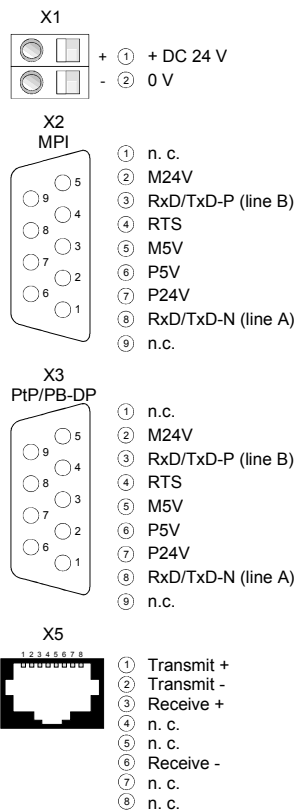 X1
+ 1 + DC 24 V
- 2 0 V
X2
MPI
5
9
4
8
3
7
2
6
1
1 n. c.
2 M24V
3 RxD/TxD-P (line B)
4 RTS
5 M5V
6 P5V
7 P24V
8 RxD/TxD-N (line A)
9 n.c.
X3
PtP/PB-DP
5
9
4
8
3
7
2
6
1
1 n.c.
2 M24V
3 RxD/TxD-P (line B)
4 RTS
5 M5V
6 P5V
7 P24V
8 RxD/TxD-N (line A)
9 n.c.
X5
1 2 3 4 5 6 7 8
1 Transmit +
2 Transmit -
3 Receive +
4 n. c.
5 n. c.
6 Receive -
7 n. c.
8 n. c.